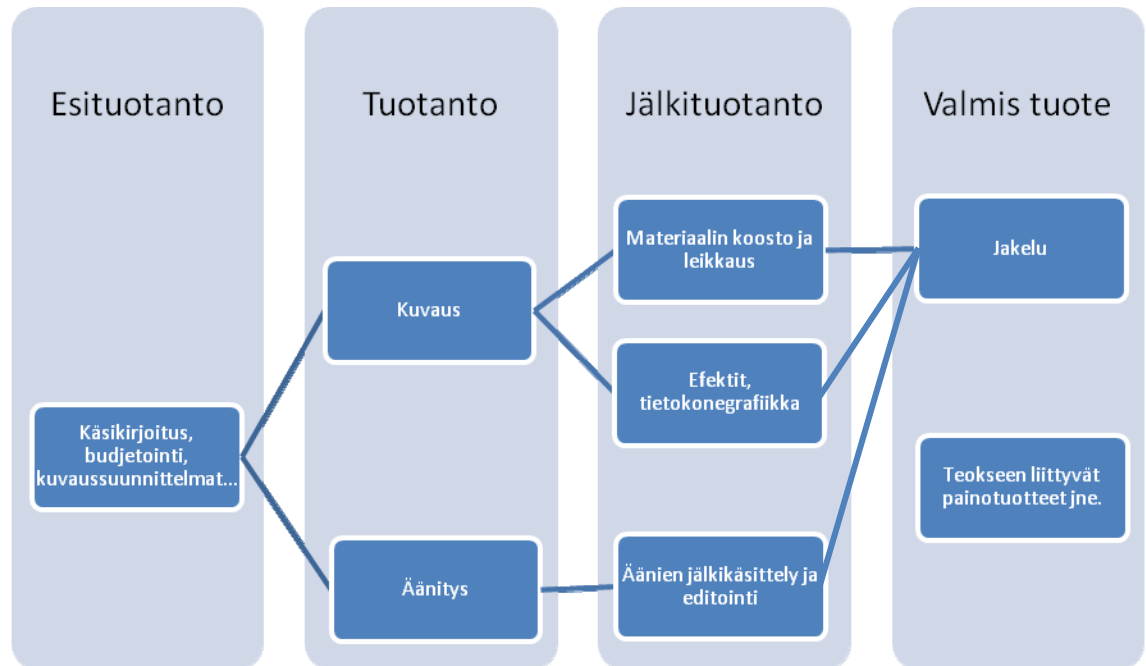 Esituotanto
Tuotanto
Jälkituotanto
Valmis tuote
Käsikirjoitus,
budjetointi,
kuvaussuunnittelmat...
Kuvaus
Äänitys
Materiaalin koosto ja
leikkaus
Efektit,
tietokonegrafiikka
Äänien jälkikäsittely ja
editointi
Jakelu
Teokseen liittyvät
painotuotteet jne.